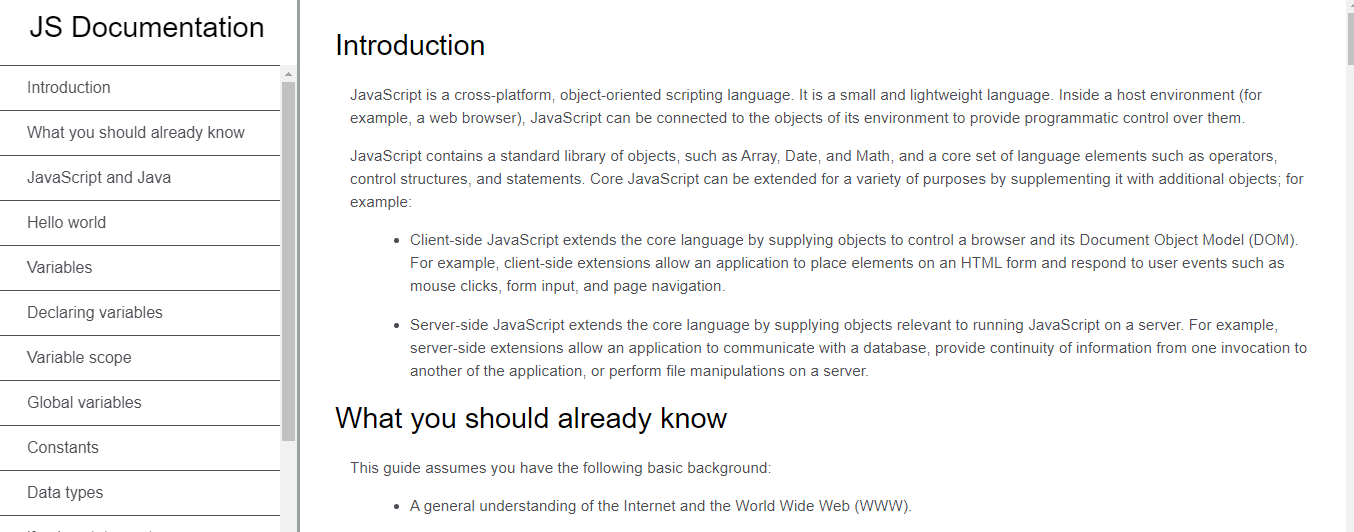 JS Documentation
Introduction
What you should already know
JavaScript and Java
Hello world
Variables
Declaring variables
Variable scope
Global variables
Constants
Data types
Introduction
JavaScript is a cross-platform, object-oriented scripting language. It is a small and lightweight language. Inside a host environment (for
example, a web browser), JavaScript can be connected to the objects of its environment to provide programmatic control over them.
JavaScript contains a standard library of objects, such as Array, Date, and Math, and a core set of language elements such as operators,
control structures, and statements. Core JavaScript can be extended for a variety of purposes by supplementing it with additional objects; for
example:
• Client-side JavaScript extends the core language by supplying objects to control a browser and its Document Object Model (DOM).
For example, client-side extensions allow an application to place elements on an HTML form and respond to user events such as
mouse clicks, form input, and page navigation.
• Server-side JavaScript extends the core language by supplying objects relevant to running JavaScript on a server. For example,
server-side extensions allow an application to communicate with a database, provide continuity of information from one invocation to
another of the application, or perform file manipulations on a server.
What you should already know
This guide assumes you have the following basic background:
• A general understanding of the Internet and the World Wide Web (WWW).